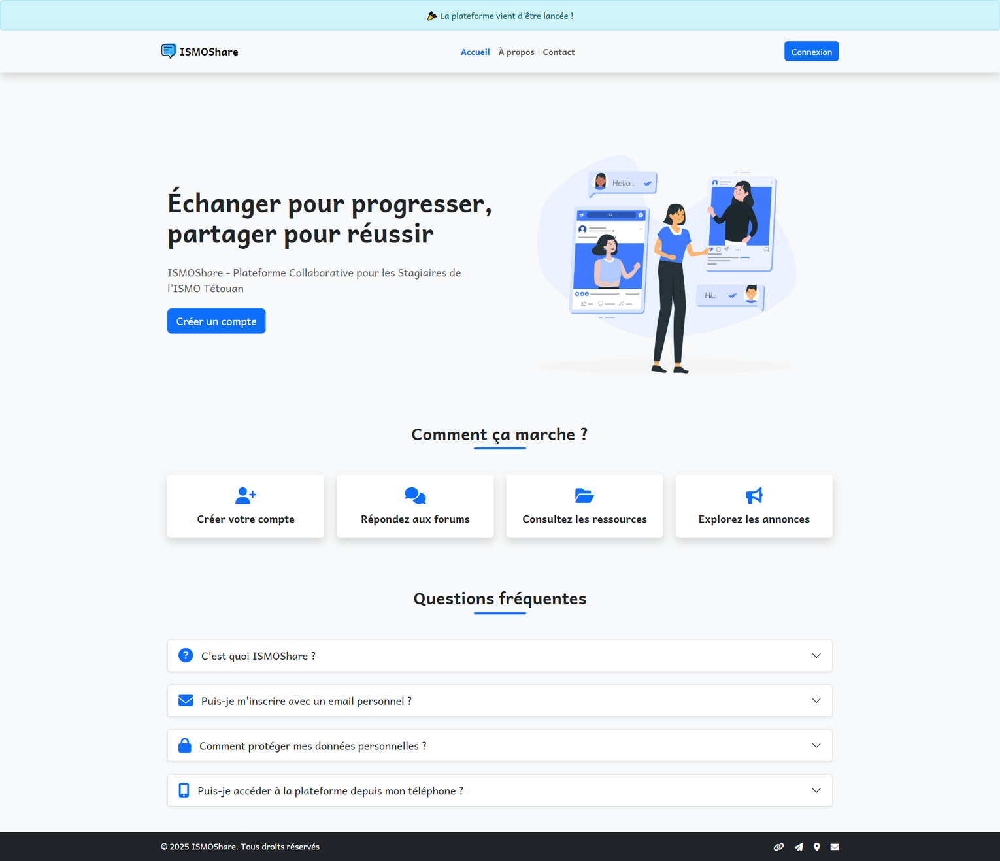 🎉 La plateforme vient d'être lancée !
ISMOShare
Accueil
À propos
Contact
Connexion
Échanger pour progresser,
partager pour réussir
ISMOShare - Plateforme Collaborative pour les Stagiaires de
l'ISMO Tétouan
Créer un compte
Hello...
Hi...
Comment ça marche ?
Créer votre compte
Répondez aux forums
Consultez les ressources
Explorez les annonces
Questions fréquentes
C'est quoi ISMOShare ?
Puis-je m'inscrire avec un email personnel ?
Comment protéger mes données personnelles ?
Puis-je accéder à la plateforme depuis mon téléphone ?
© 2025 ISMOShare. Tous droits réservés